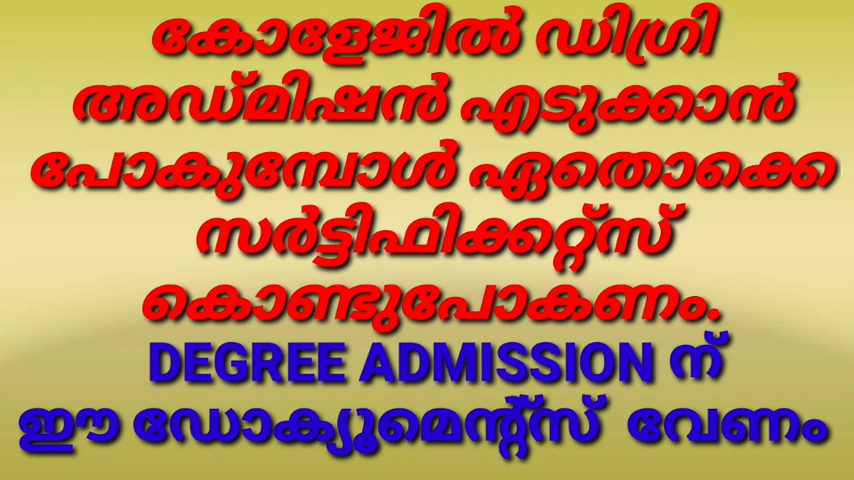 കോളേജിൽ ഡിഗ്രി
അഡ്മിഷൻ എടുക്കാൻ
പോകുമ്പോൾ ഏതൊക്കെ
സർട്ടിഫിക്കറ്റ്സ്
കൊണ്ടുപോകണം.
DEGREE ADMISSION ന്
ഈ ഡോക്യൂമെന്റ്സ് വേണം